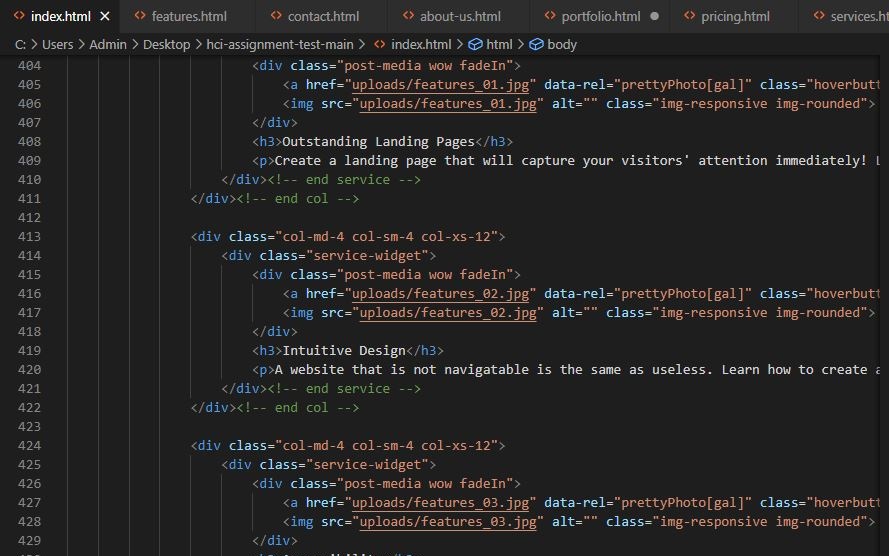 index.html features.html contact.html about-us.html portfolio.html pricing.html services.ht
C: > Users > Admin > Desktop > hci-assignment-test-main > index.html > html > body
404 <div class="post-media wow fadeIn">
405 <a href="uploads/features_01.jpg" data-rel="prettyPhoto[gal]" class="hoverbutt
406 <img src="uploads/features_01.jpg" alt="" class="img-responsive img-rounded">
407 </div>
408 <h3>Outstanding Landing Pages</h3>
409 <p>Create a landing page that will capture your visitors' attention immediately! L
410 </div><!-- end service -->
411 </div><!-- end col -->
412
413 <div class="col-md-4 col-sm-4 col-xs-12">
414 <div class="service-widget">
415 <div class="post-media wow fadeIn">
416 <a href="uploads/features_02.jpg" data-rel="prettyPhoto[gal]" class="hoverbutt
417 <img src="uploads/features_02.jpg" alt="" class="img-responsive img-rounded">
418 </div>
419 <h3>Intuitive Design</h3>
420 <p>A website that is not navigatable is the same as useless. Learn how to create a
421 </div><!-- end service -->
422 </div><!-- end col -->
423
424 <div class="col-md-4 col-sm-4 col-xs-12">
425 <div class="service-widget">
426 <div class="post-media wow fadeIn">
427 <a href="uploads/features_03.jpg" data-rel="prettyPhoto[gal]" class="hoverbutt
428 <img src="uploads/features_03.jpg" alt="" class="img-responsive img-rounded">
429 </div>